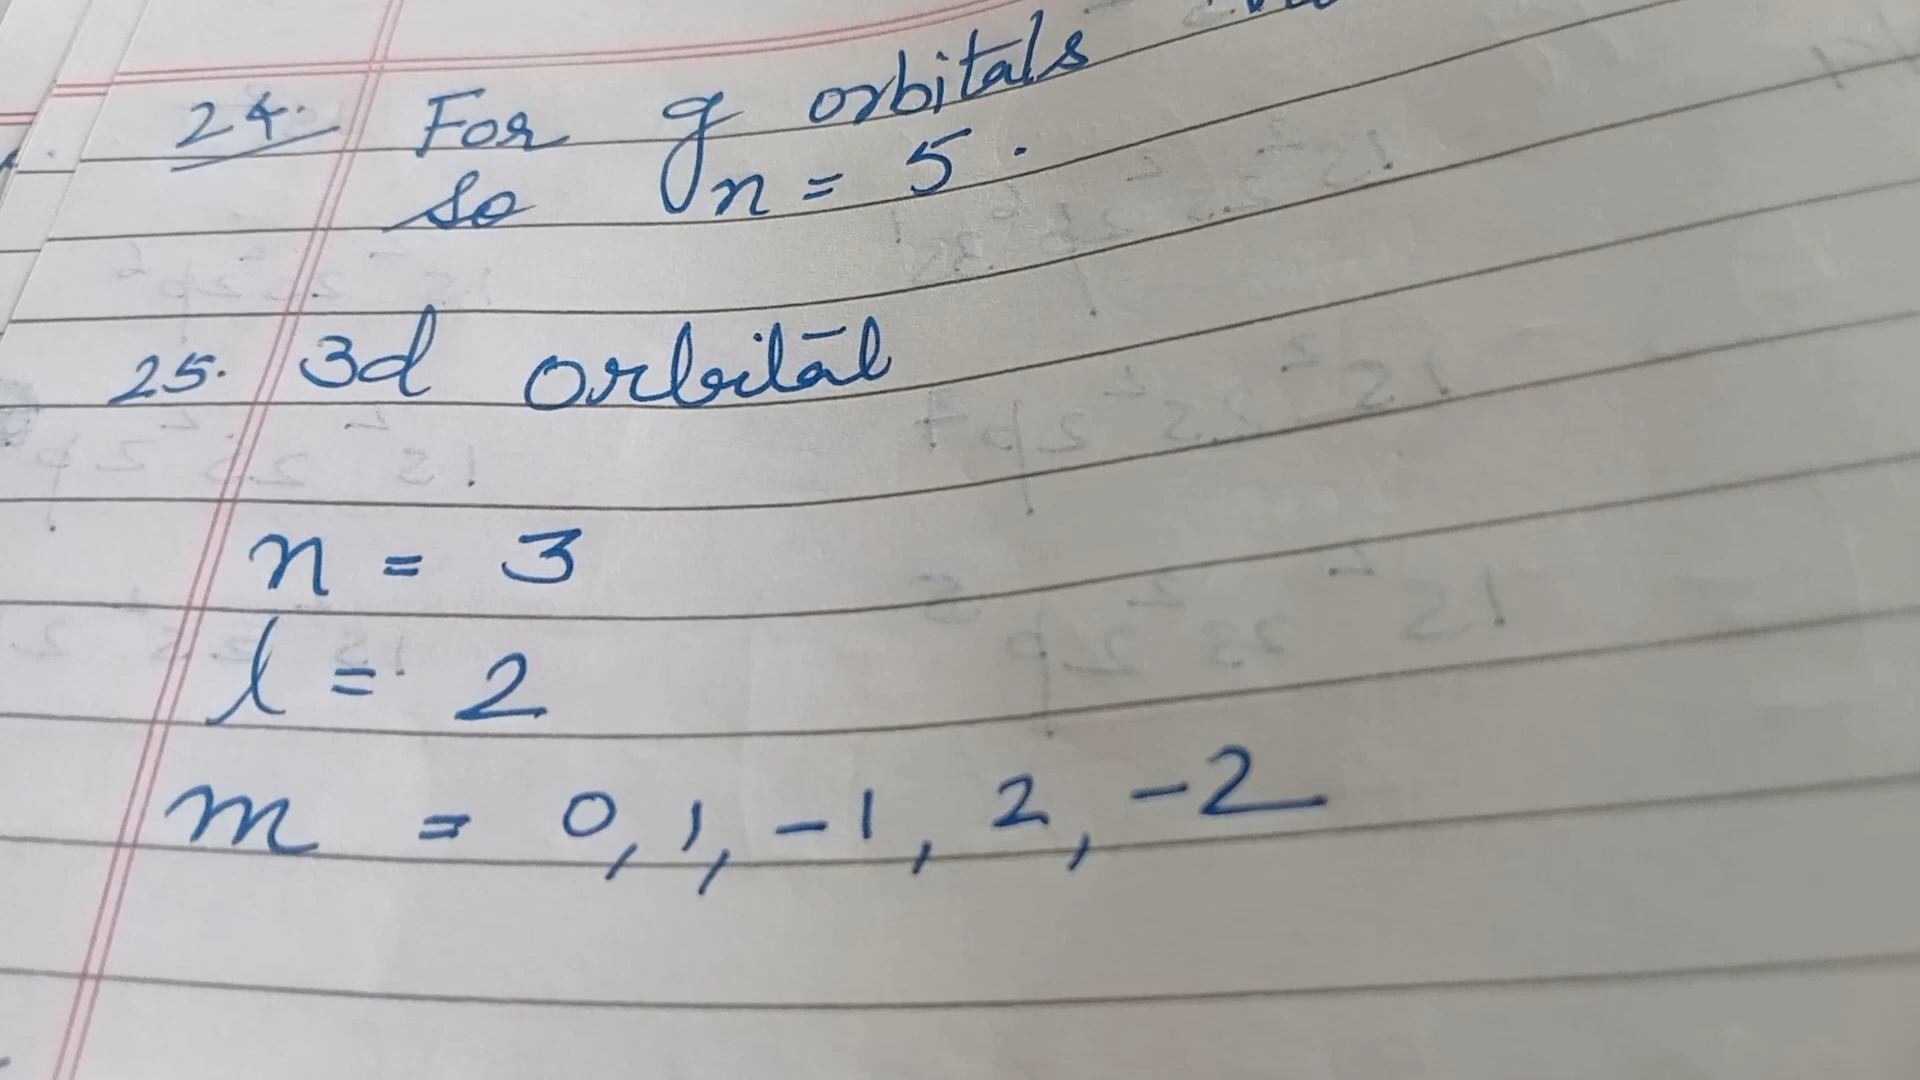 24. For g orbitals
so n = 5.
25. 3d orbital
n = 3
l = 2
m = 0, 1, -1, 2, -2